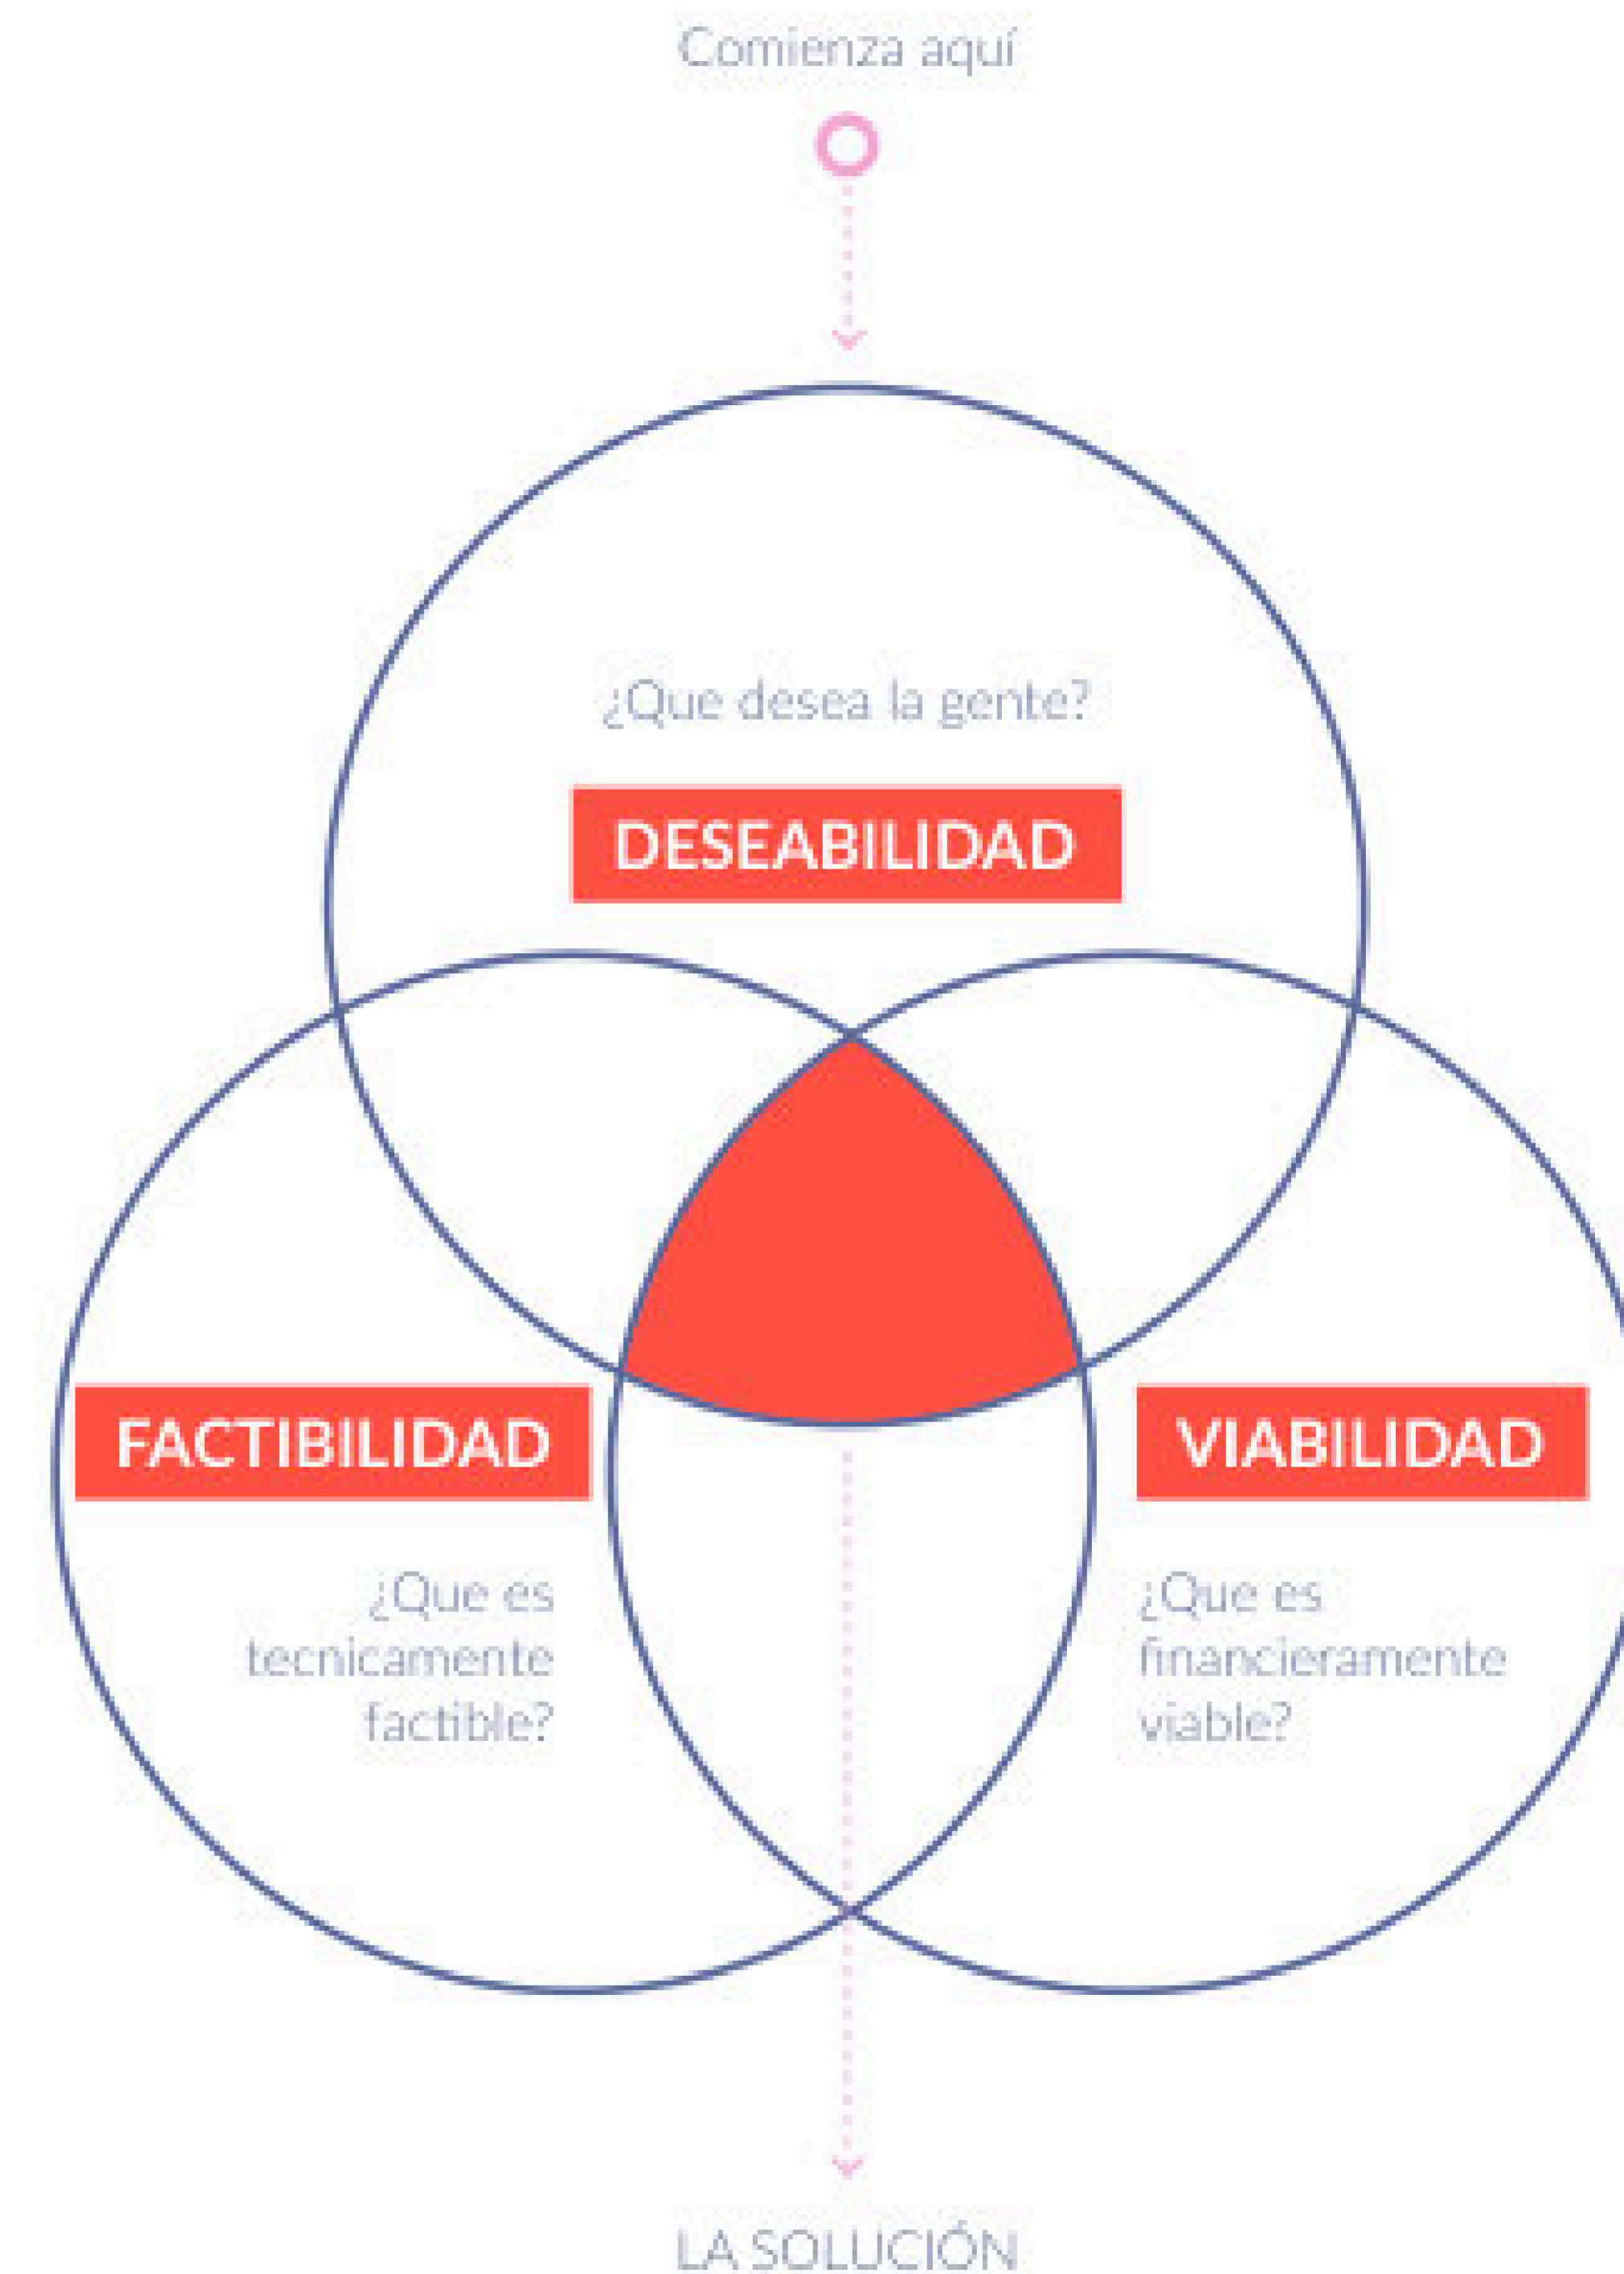 Comienza aquí
¿Que desea la gente?
DESEABILIDAD
FACTIBILIDAD
¿Que es
tecnicamente
factible?
VIABILIDAD
¿Que es
financieramente
viable?
LA SOLUCIÓN